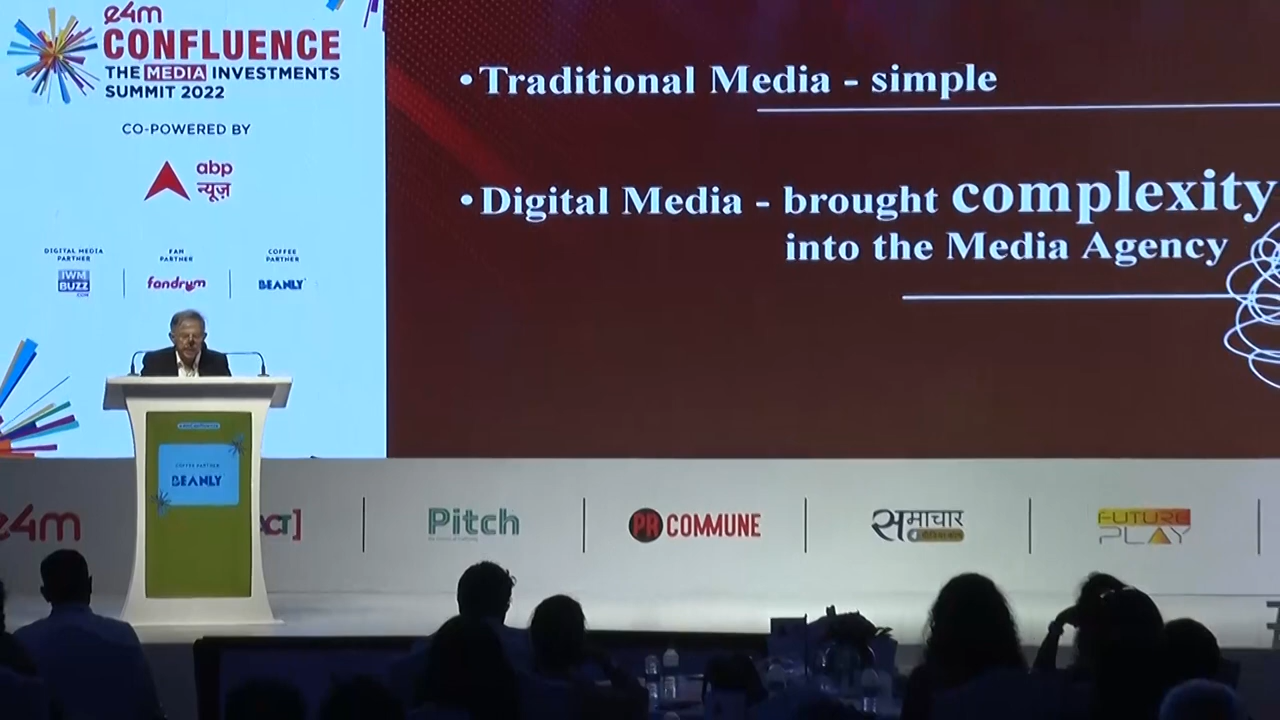 e4m
CONFLUENCE
THE MEDIA INVESTMENTS
SUMMIT 2022
CO-POWERED BY
abp
न्यूज़
DIGITAL MEDIA
PARTNER
IWM
BUZZ
.COM
FAN
PARTNER
fandrum
COFFEE
PARTNER
BEANLY
•Traditional Media - simple
•Digital Media - brought complexity
into the Media Agency
COFFEE PARTNER
BEANLY
e4m
ACT]
Pitch
PR COMMUNE
समाचार
FUTURE
PLAY